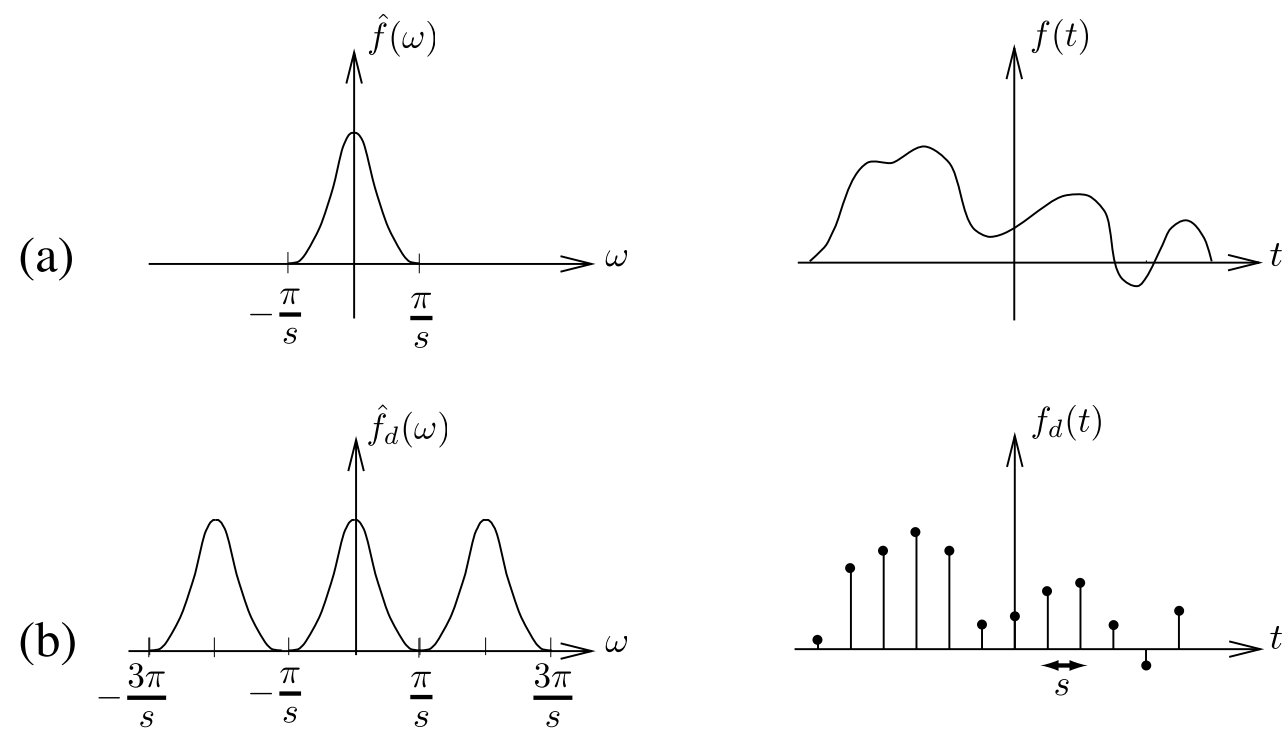 f̂(ω)
f(t)
(a)
ω
t
−π/s
π/s
f̂_d(ω)
f_d(t)
(b)
ω
t
−3π/s
−π/s
π/s
3π/s
s